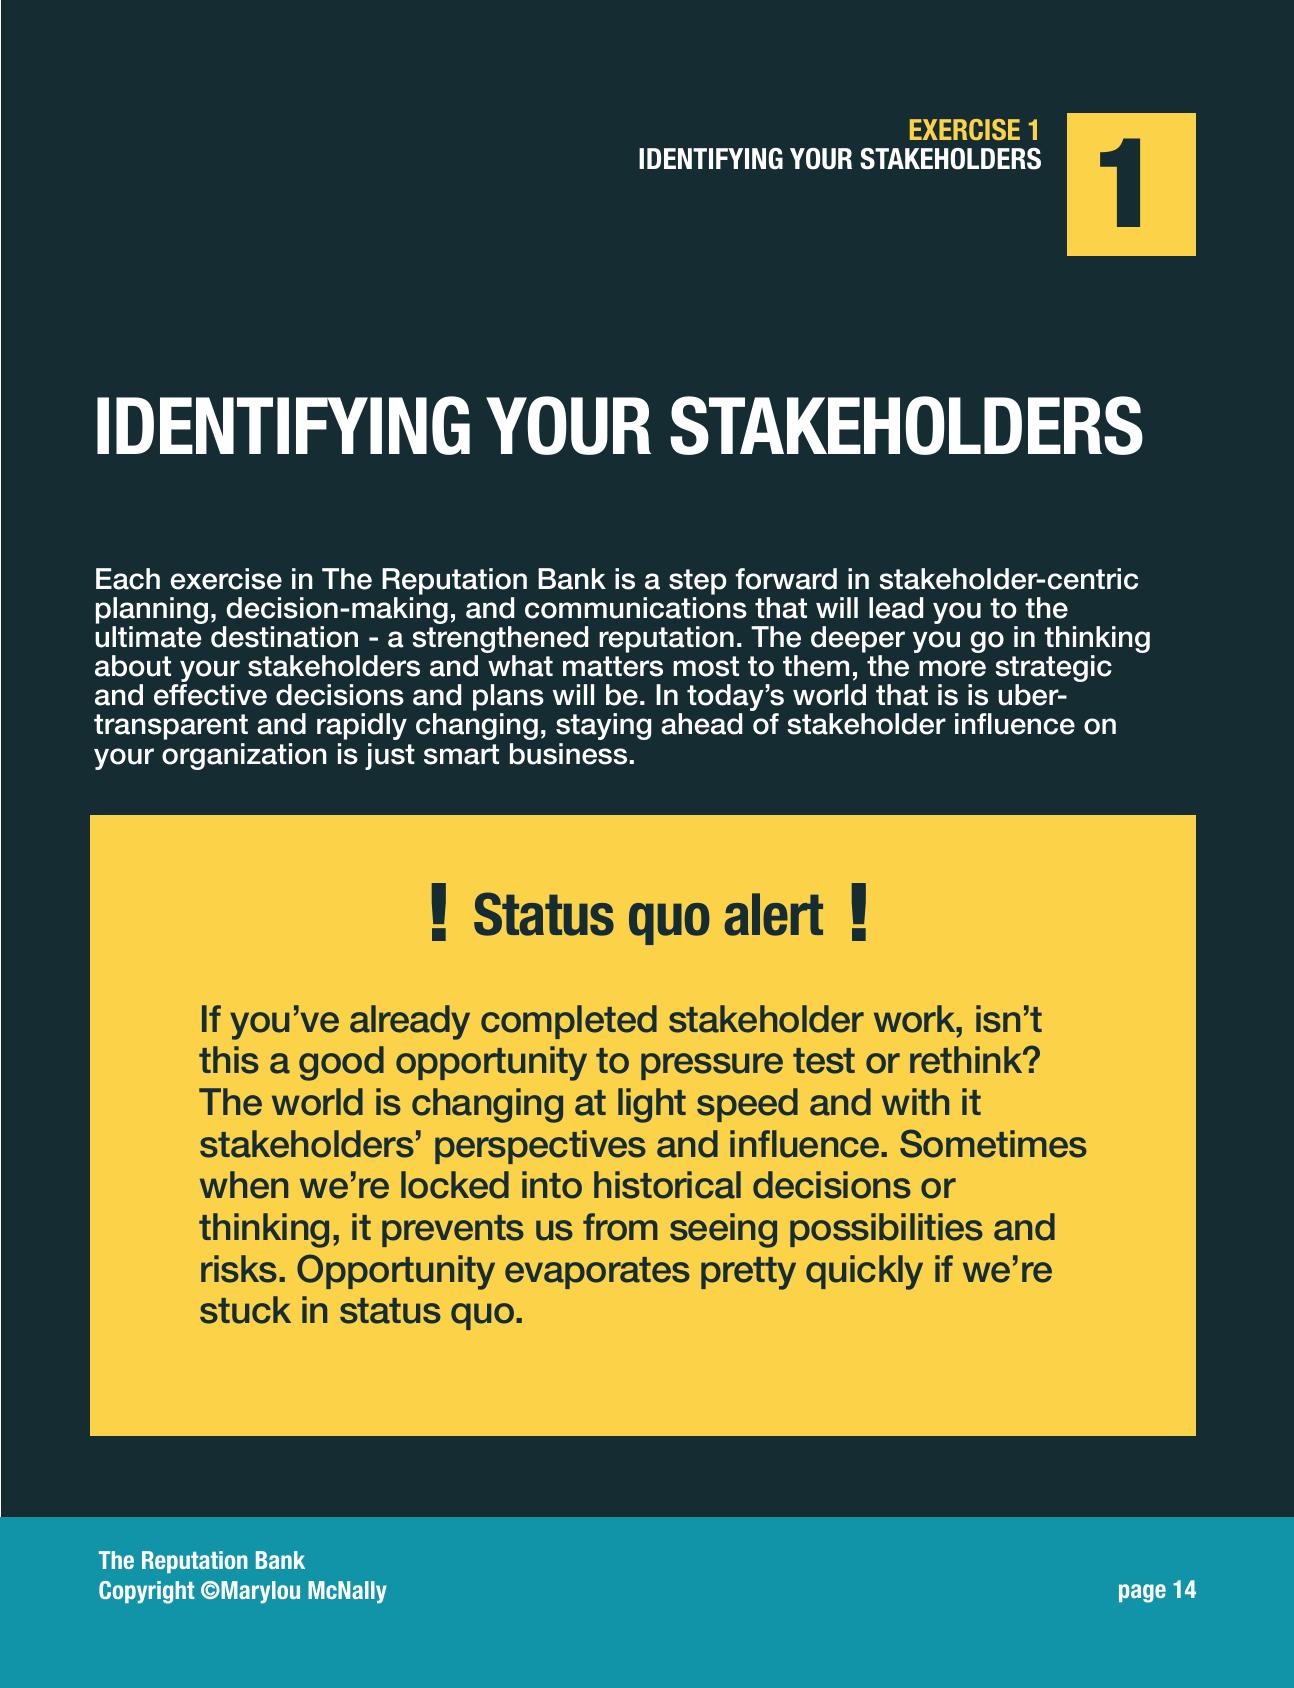 EXERCISE 1
IDENTIFYING YOUR STAKEHOLDERS
1
IDENTIFYING YOUR STAKEHOLDERS
Each exercise in The Reputation Bank is a step forward in stakeholder-centric
planning, decision-making, and communications that will lead you to the
ultimate destination - a strengthened reputation. The deeper you go in thinking
about your stakeholders and what matters most to them, the more strategic
and effective decisions and plans will be. In today’s world that is is uber-
transparent and rapidly changing, staying ahead of stakeholder influence on
your organization is just smart business.
! Status quo alert !
If you’ve already completed stakeholder work, isn’t
this a good opportunity to pressure test or rethink?
The world is changing at light speed and with it
stakeholders’ perspectives and influence. Sometimes
when we’re locked into historical decisions or
thinking, it prevents us from seeing possibilities and
risks. Opportunity evaporates pretty quickly if we’re
stuck in status quo.
The Reputation Bank
Copyright ©Marylou McNally
page 14